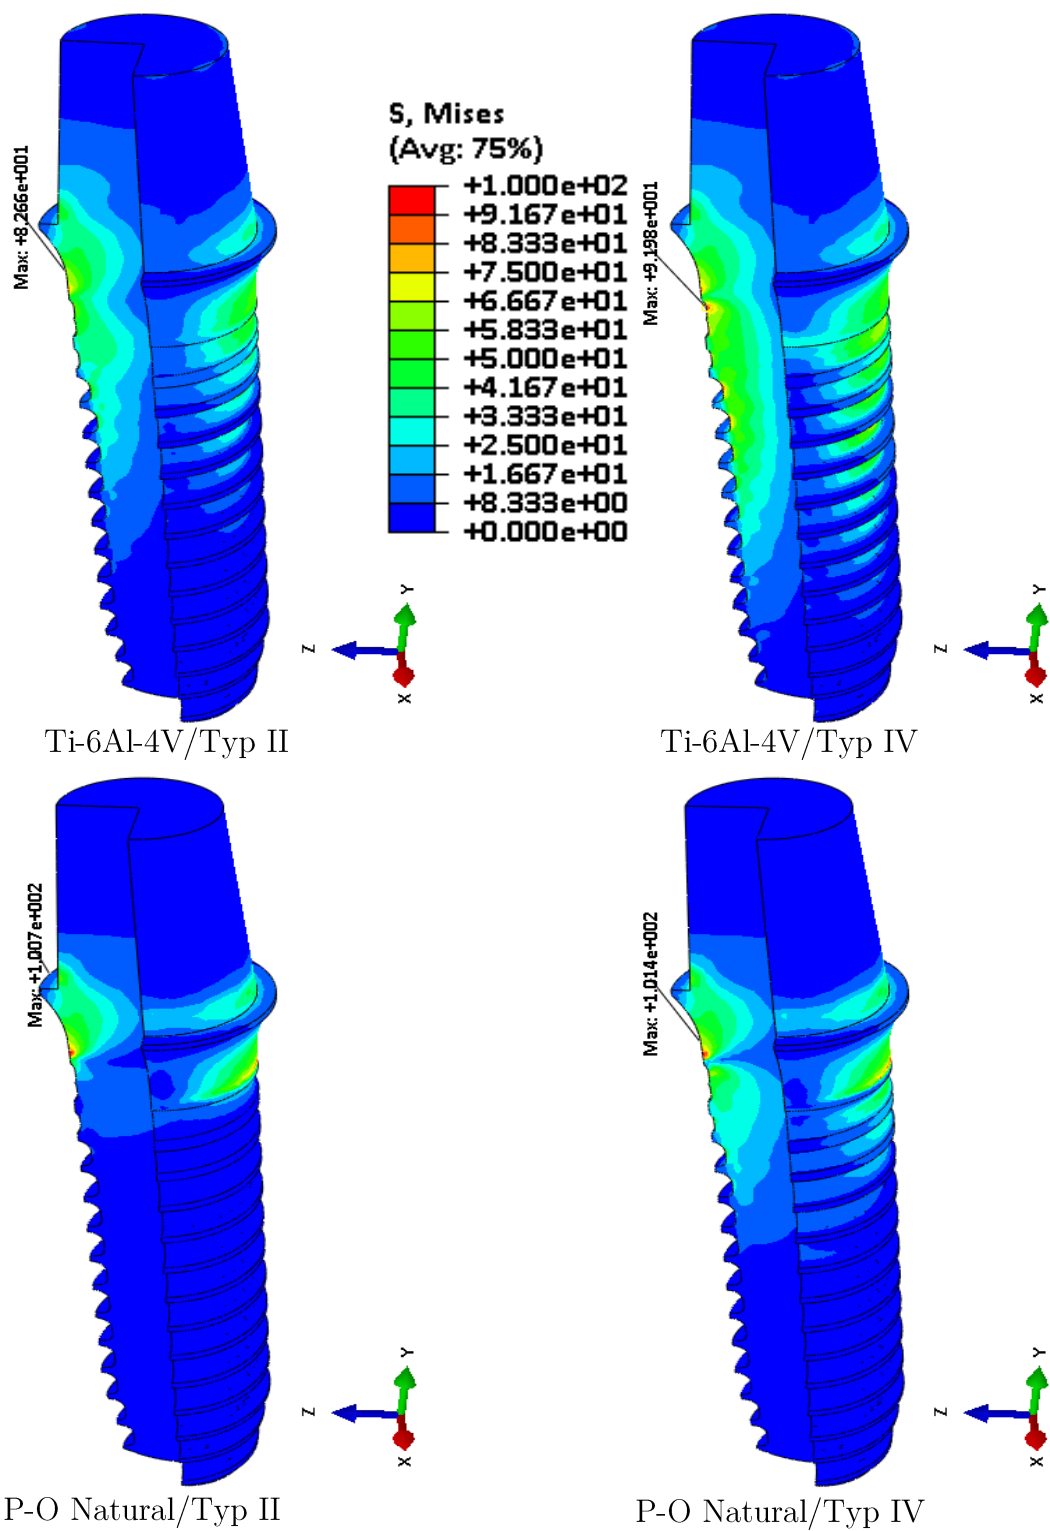 S, Mises
(Avg: 75%)
+1.000e+02
+9.167e+01
+8.333e+01
+7.500e+01
+6.667e+01
+5.833e+01
+5.000e+01
+4.167e+01
+3.333e+01
+2.500e+01
+1.667e+01
+8.333e+00
+0.000e+00
Max: +8.266e+001
Y
Z
X
Ti-6Al-4V/Typ II
Max: +9.198e+001
Y
Z
X
Ti-6Al-4V/Typ IV
Max: +1.007e+002
Y
Z
X
P-O Natural/Typ II
Max: +1.014e+002
Y
Z
X
P-O Natural/Typ IV